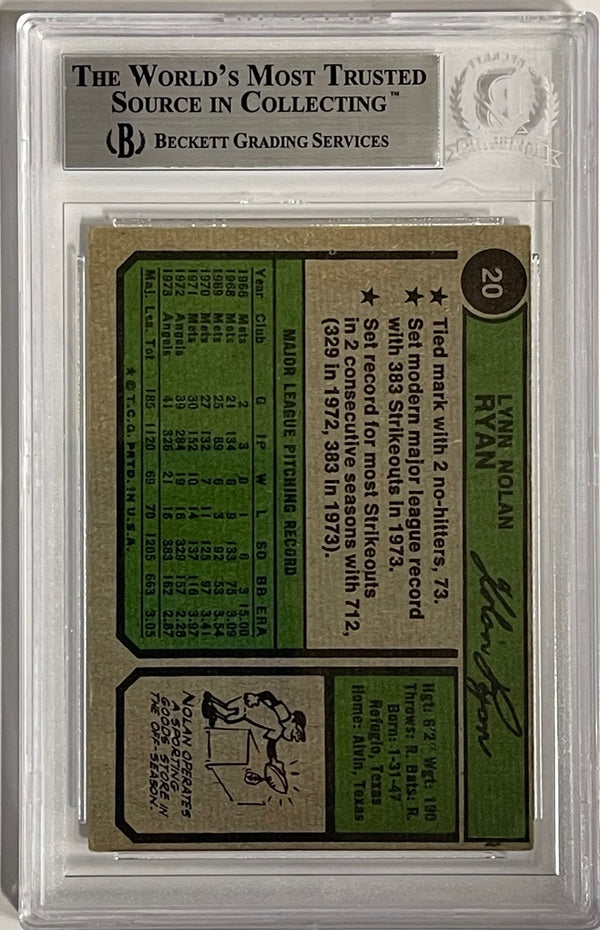 THE WORLD'S MOST TRUSTED
SOURCE IN COLLECTING™
(B) BECKETT GRADING SERVICES
20
LYNN NOLAN
RYAN
Nolan Ryan
★ Tied mark with 2 no-hitters, 73.
★ Set modern major league record
with 383 Strikeouts in 1973.
★ Set record for most Strikeouts
in 2 consecutive seasons with 712,
(329 in 1972, 383 in 1973).
Hgt: 6'2" Wgt: 190
Throws: R. Bats: R.
Born: 1-31-47
Refugio, Texas
Home: Alvin, Texas
MAJOR LEAGUE PITCHING RECORD
Year Club G IP W L SO BB ERA
1966 Mets 2 3 0 1 6 3 15.00
1968 Mets 21 134 6 9 133 75 3.09
1969 Mets 25 89 6 3 92 53 3.54
1970 Mets 27 132 7 11 125 97 3.41
1971 Mets 30 152 10 14 137 116 3.97
1972 Angels 39 284 19 16 329 157 2.28
1973 Angels 41 326 21 16 383 162 2.87
Maj. Lea. Tot. 185 1120 69 70 1205 663 3.05
★ © T.C.G. PRTD. IN U.S.A.
NOLAN OPERATES
A SPORTING
GOODS STORE IN
THE OFF-SEASON.